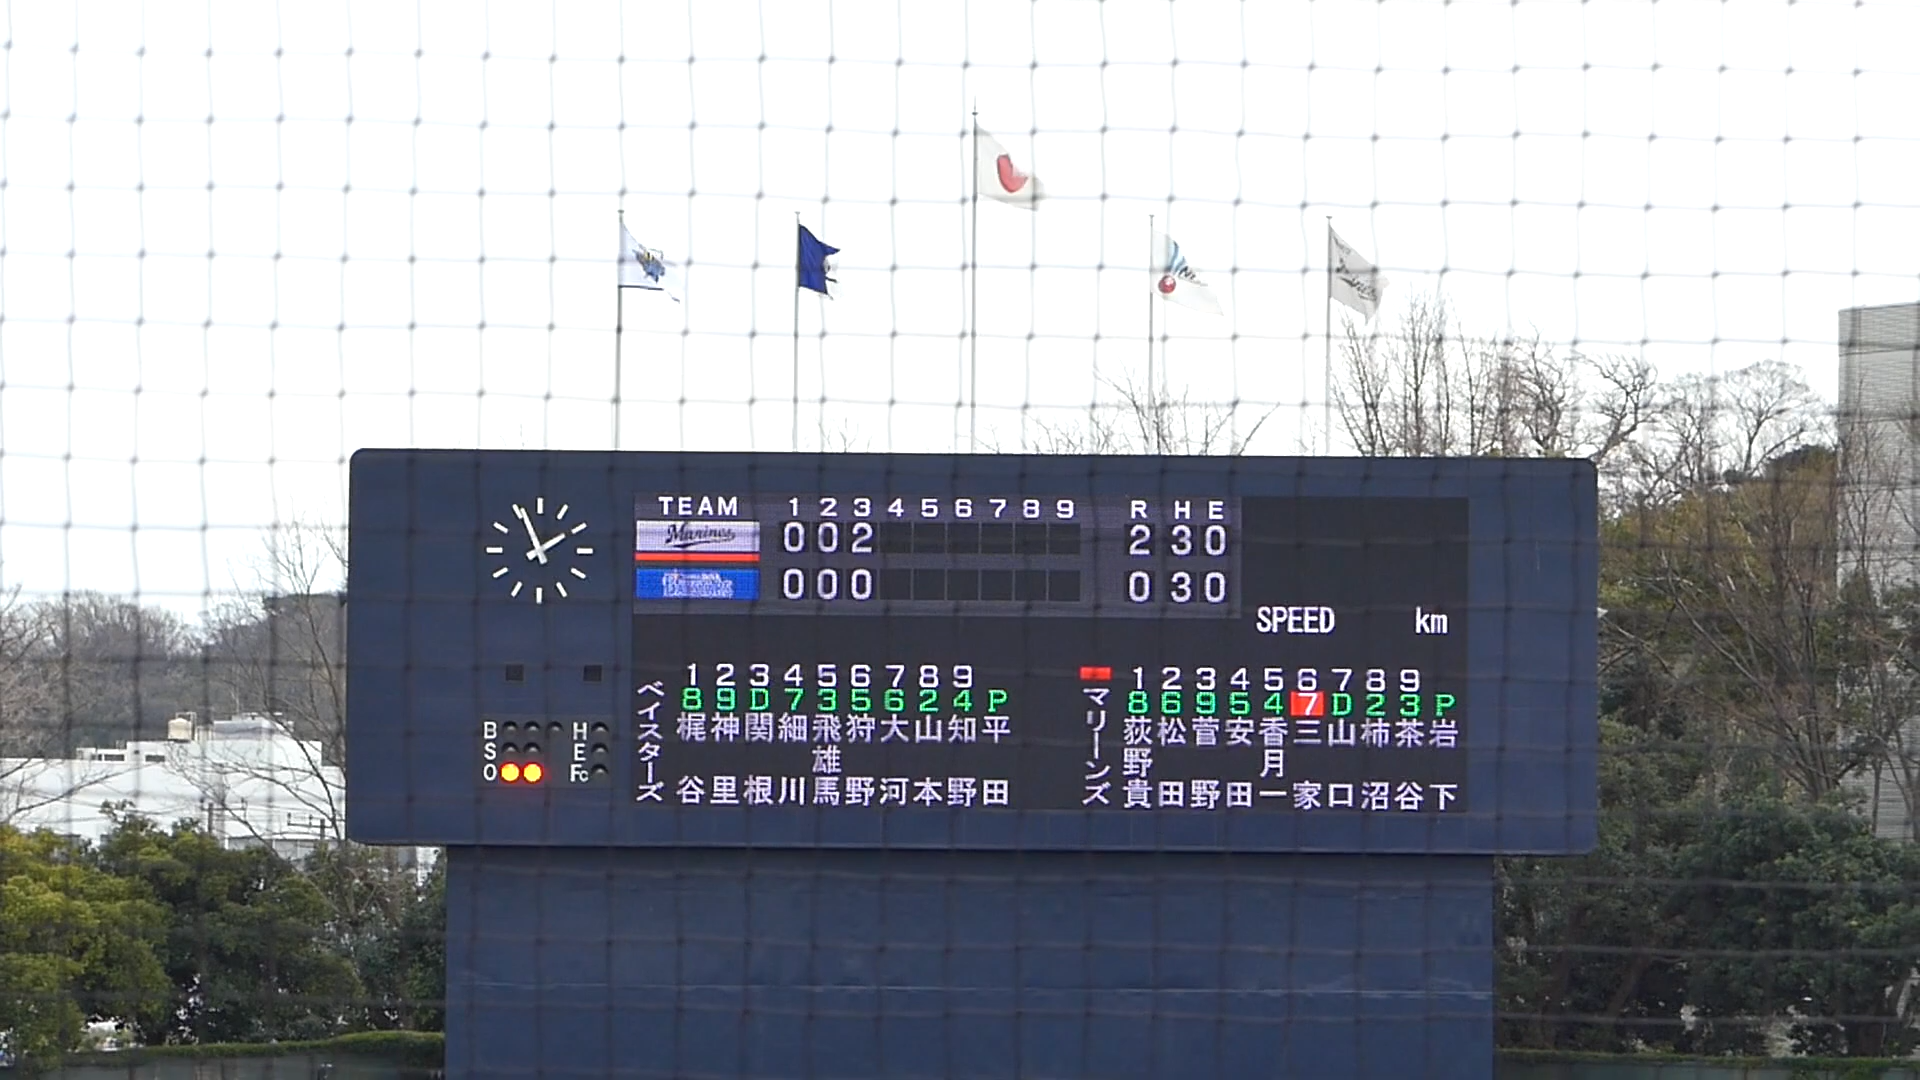 TEAM 1 2 3 4 5 6 7 8 9 R H E
Marines 0 0 2 2 3 0
0 0 0 0 3 0
SPEED km
B H
S E
O Fc
ベイスターズ
1 2 3 4 5 6 7 8 9
8 9 D 7 3 5 6 2 4 P
梶谷 神里 関根 細川 飛雄馬 狩野 大河 山本 知野 平田
マリーンズ
1 2 3 4 5 6 7 8 9
8 6 9 5 4 7 D 2 3 P
荻野貴 松田 菅野 安田 香月一 三家 山口 柿沼 茶谷 岩下